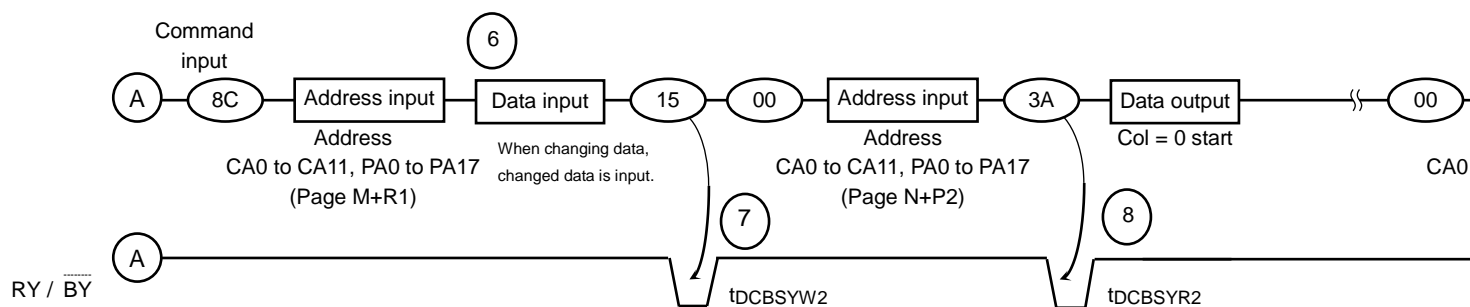 Command
input
6
A
8C
Address input
Data input
15
00
Address input
3A
Data output
00
Address
CA0 to CA11, PA0 to PA17
(Page M+R1)
When changing data,
changed data is input.
Address
CA0 to CA11, PA0 to PA17
(Page N+P2)
Col = 0 start
CA0
7
8
A
RY / BY
tDCBSYW2
tDCBSYR2